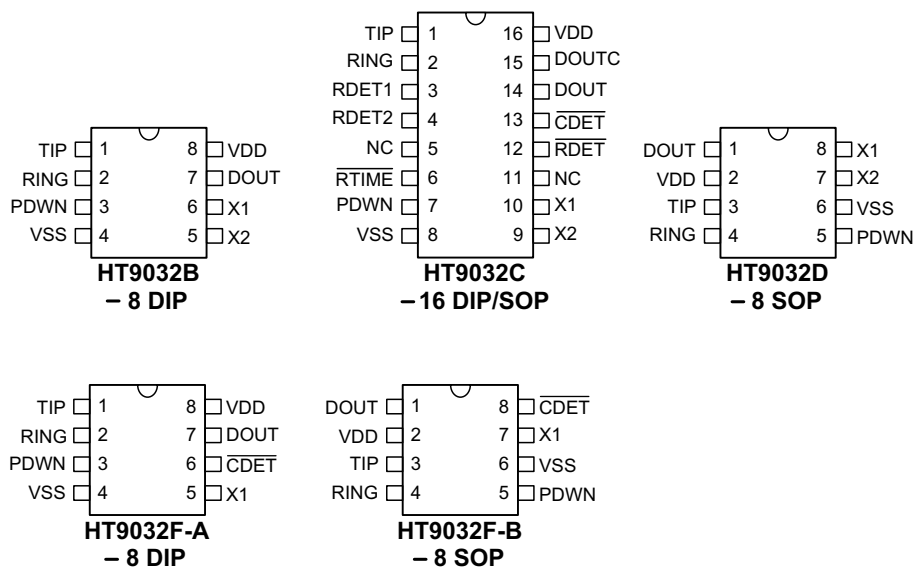 TIP 1 16 VDD
RING 2 15 DOUTC
RDET1 3 14 DOUT
RDET2 4 13 C̅D̅E̅T̅
NC 5 12 R̅D̅E̅T̅
R̅T̅I̅M̅E̅ 6 11 NC
PDWN 7 10 X1
VSS 8 9 X2
HT9032C
– 16 DIP/SOP
TIP 1 8 VDD
RING 2 7 DOUT
PDWN 3 6 X1
VSS 4 5 X2
HT9032B
– 8 DIP
DOUT 1 8 X1
VDD 2 7 X2
TIP 3 6 VSS
RING 4 5 PDWN
HT9032D
– 8 SOP
TIP 1 8 VDD
RING 2 7 DOUT
PDWN 3 6 C̅D̅E̅T̅
VSS 4 5 X1
HT9032F-A
– 8 DIP
DOUT 1 8 C̅D̅E̅T̅
VDD 2 7 X1
TIP 3 6 VSS
RING 4 5 PDWN
HT9032F-B
– 8 SOP